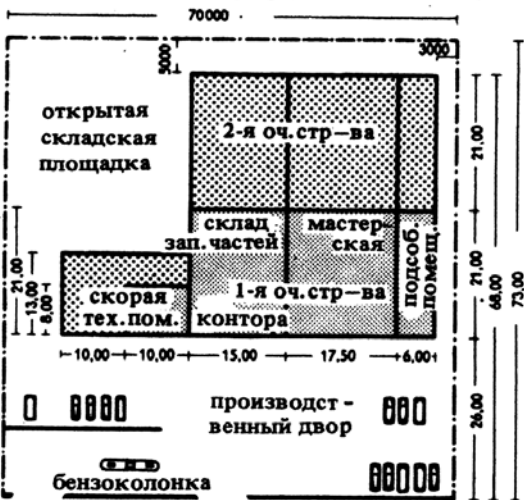 70000
5000
3000
открытая
складская
площадка
2-я оч.стр-ва
21,00
склад
зап.частей
мастер-
ская
подсоб.
помещ.
21,00
13,00
8,00
скорая
тех.пом.
контора
1-я оч.стр-ва
21,00
68,00
73,00
10,00
10,00
15,00
17,50
6,00
производст-
венный двор
26,00
бензоколонка